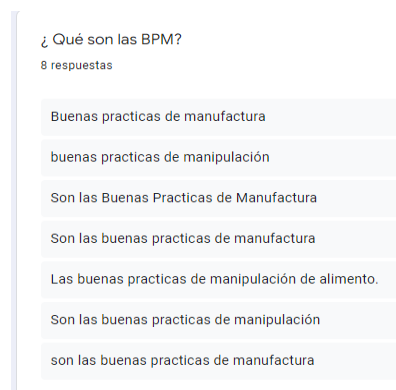 ¿ Qué son las BPM?
8 respuestas
Buenas practicas de manufactura
buenas practicas de manipulación
Son las Buenas Practicas de Manufactura
Son las buenas practicas de manufactura
Las buenas practicas de manipulación de alimento.
Son las buenas practicas de manipulación
son las buenas practicas de manufactura